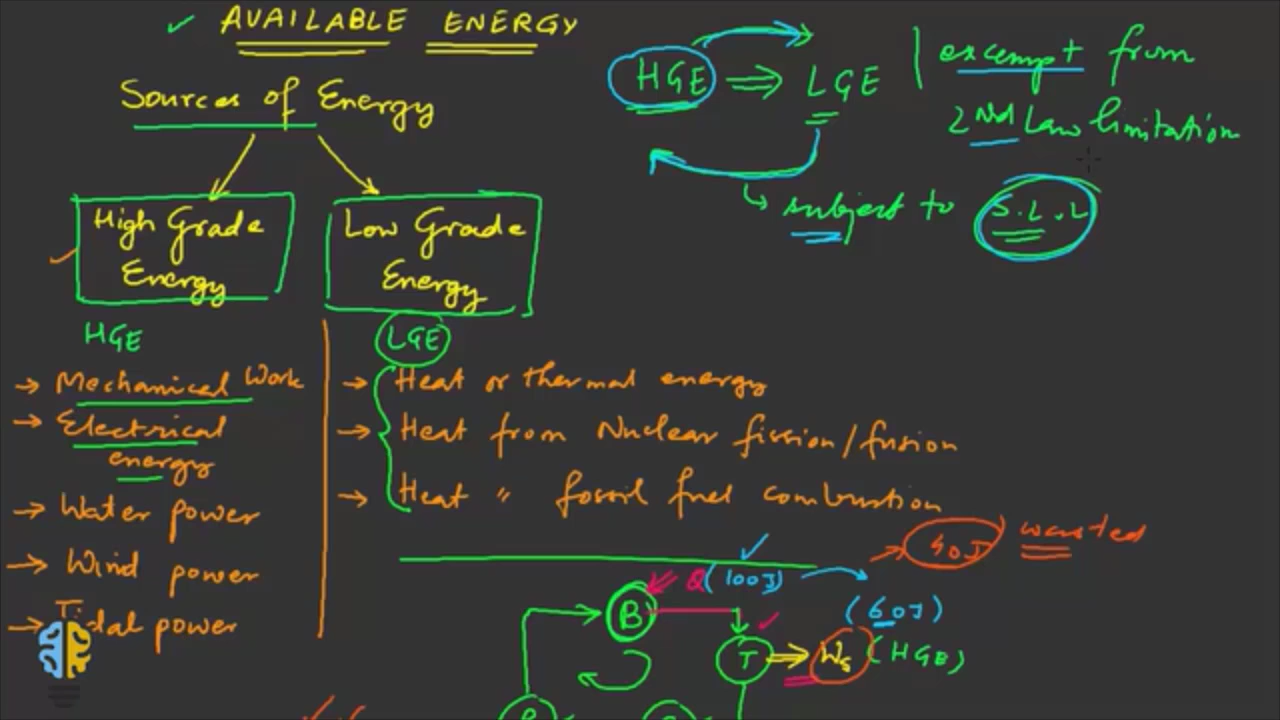 ✓ AVAILABLE ENERGY
Sources of Energy
High Grade
Energy
Low Grade
Energy
HGE
LGE
→ Mechanical Work
→ Electrical
energy
→ Water power
→ Wind power
→ Tidal power
→ Heat or thermal energy
→ Heat from Nuclear fission/fusion
→ Heat " fossil fuel combustion
HGE ⇒ LGE | exempt from
2nd Law limitation
subject to S.L.L
40J wasted
Q (100J)
(60J)
B
T ⇒ Ws (HGE)